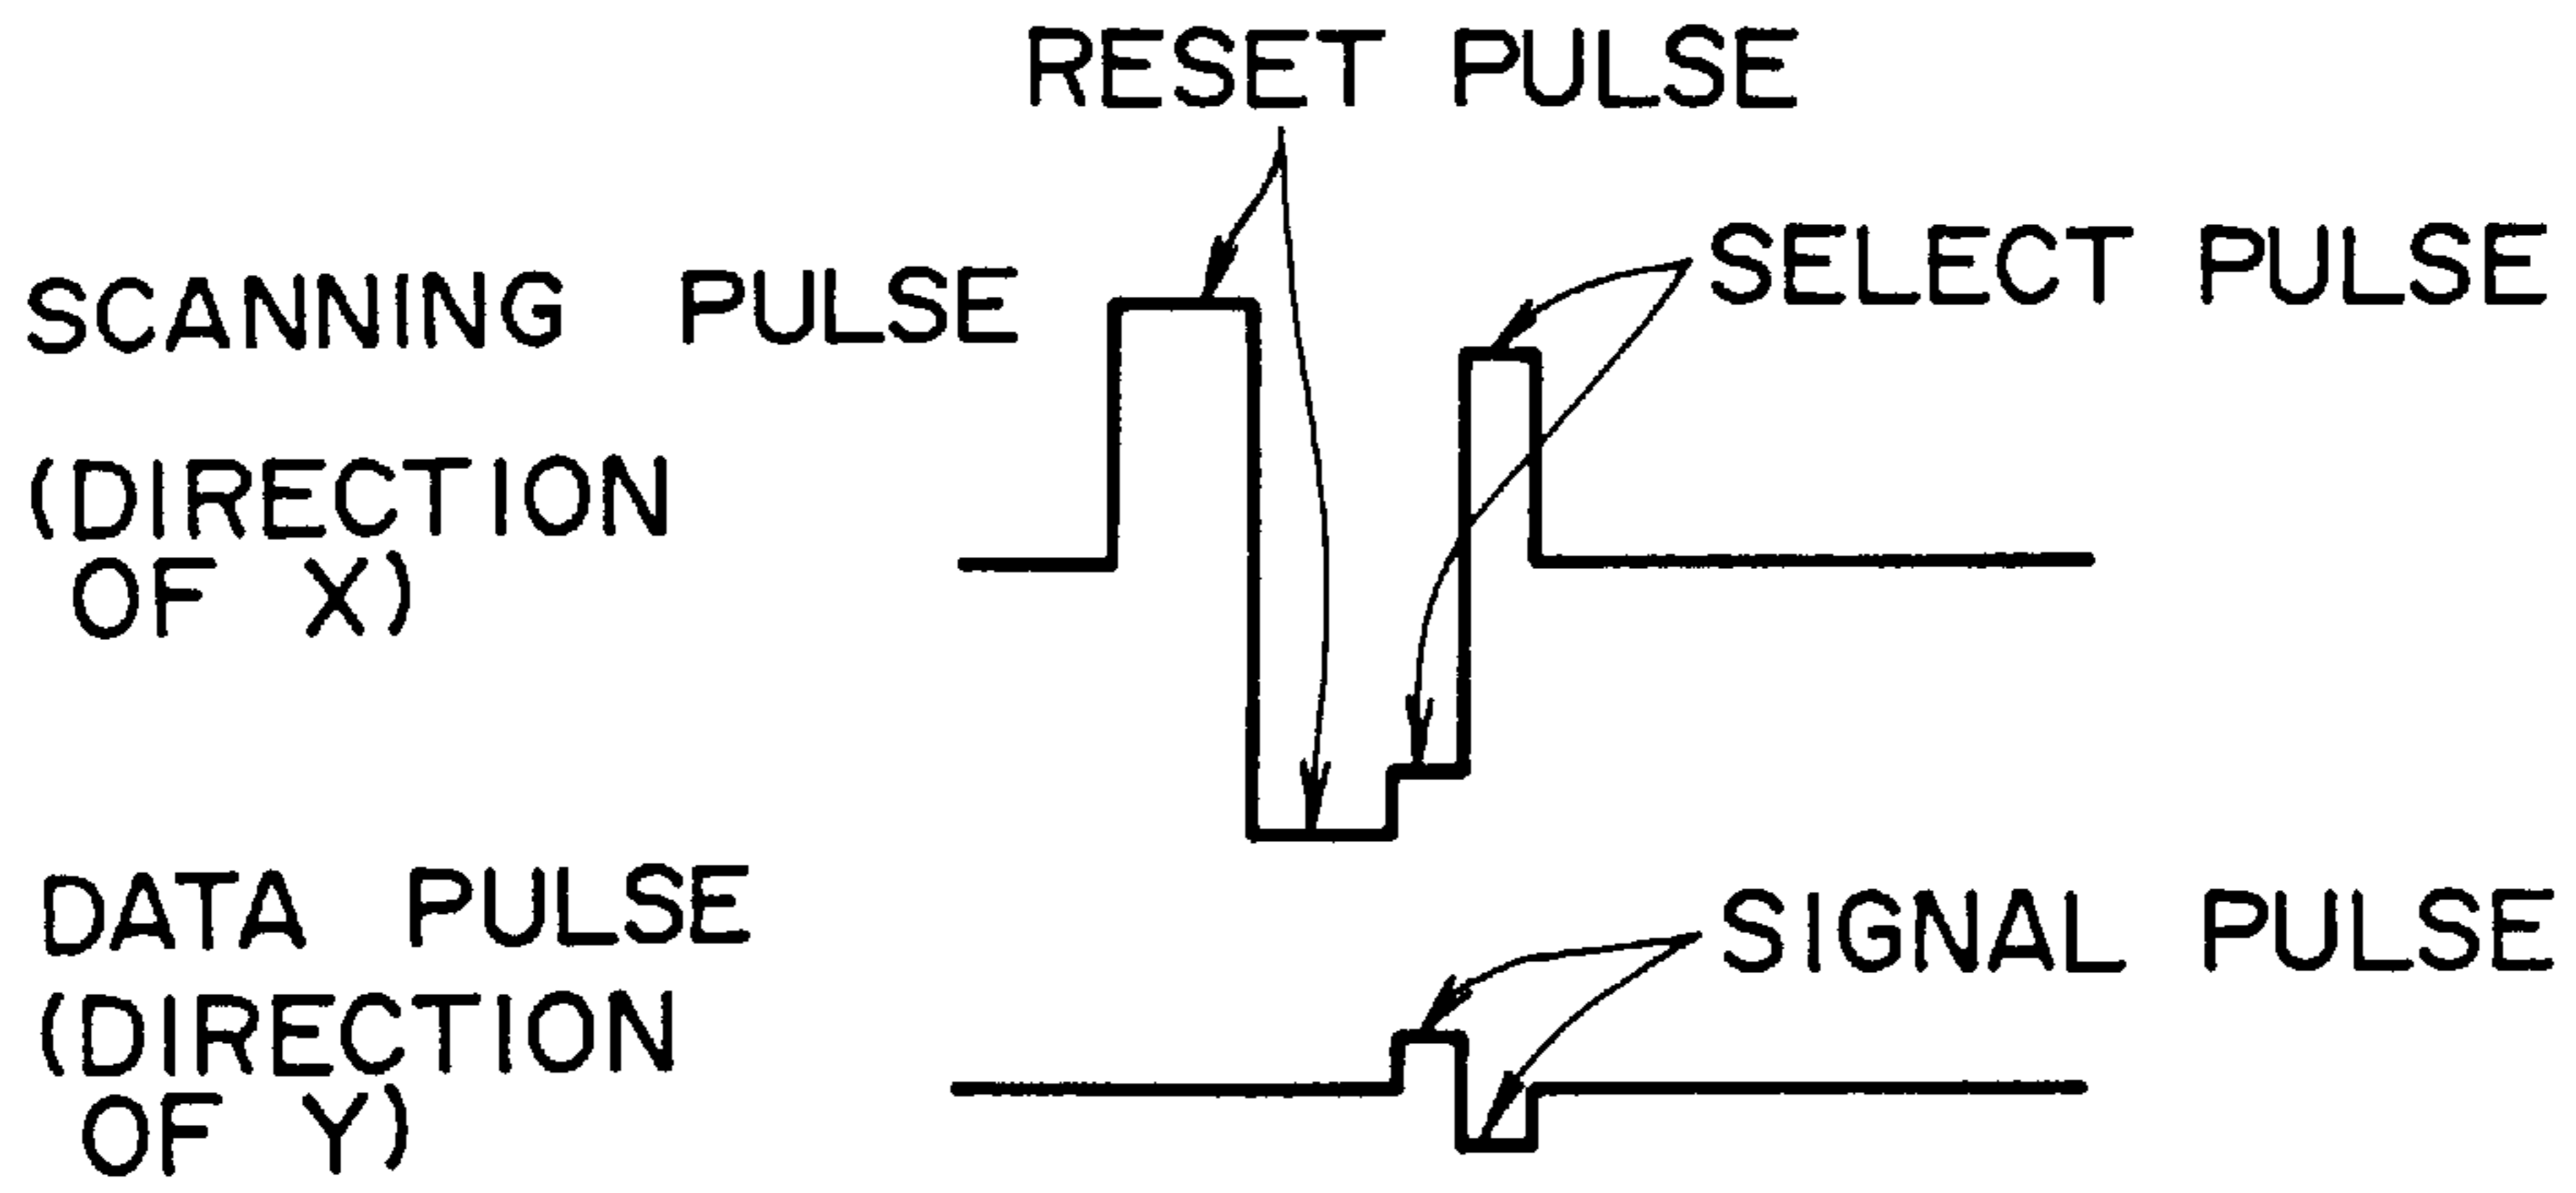 RESET PULSE
SCANNING PULSE
SELECT PULSE
(DIRECTION
OF X)
DATA PULSE
SIGNAL PULSE
(DIRECTION
OF Y)